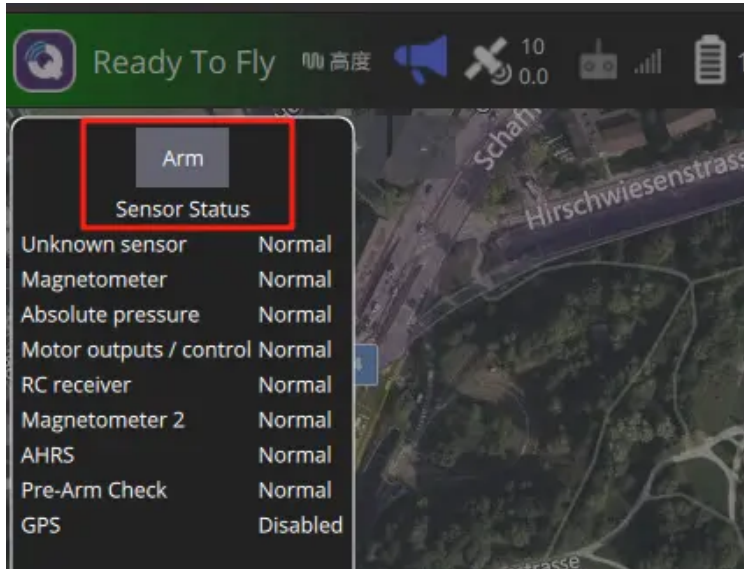 Ready To Fly 高度 10
0.0
Arm
Sensor Status
Unknown sensor Normal
Magnetometer Normal
Absolute pressure Normal
Motor outputs / control Normal
RC receiver Normal
Magnetometer 2 Normal
AHRS Normal
Pre-Arm Check Normal
GPS Disabled
Hirschwiesenstrass